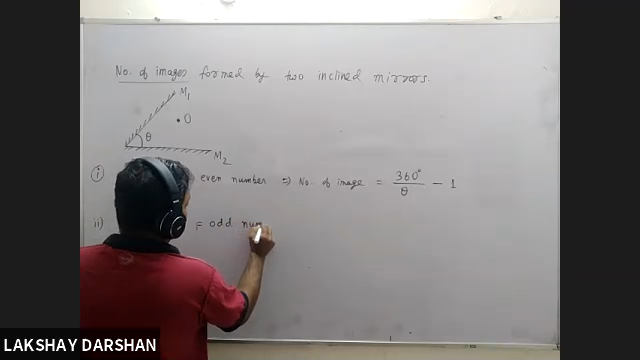 No. of images formed by two inclined mirrors.
M1
θ
O
M2
i) even number ⇒ No. of image = 360°/θ - 1
ii) = odd num
LAKSHAY DARSHAN